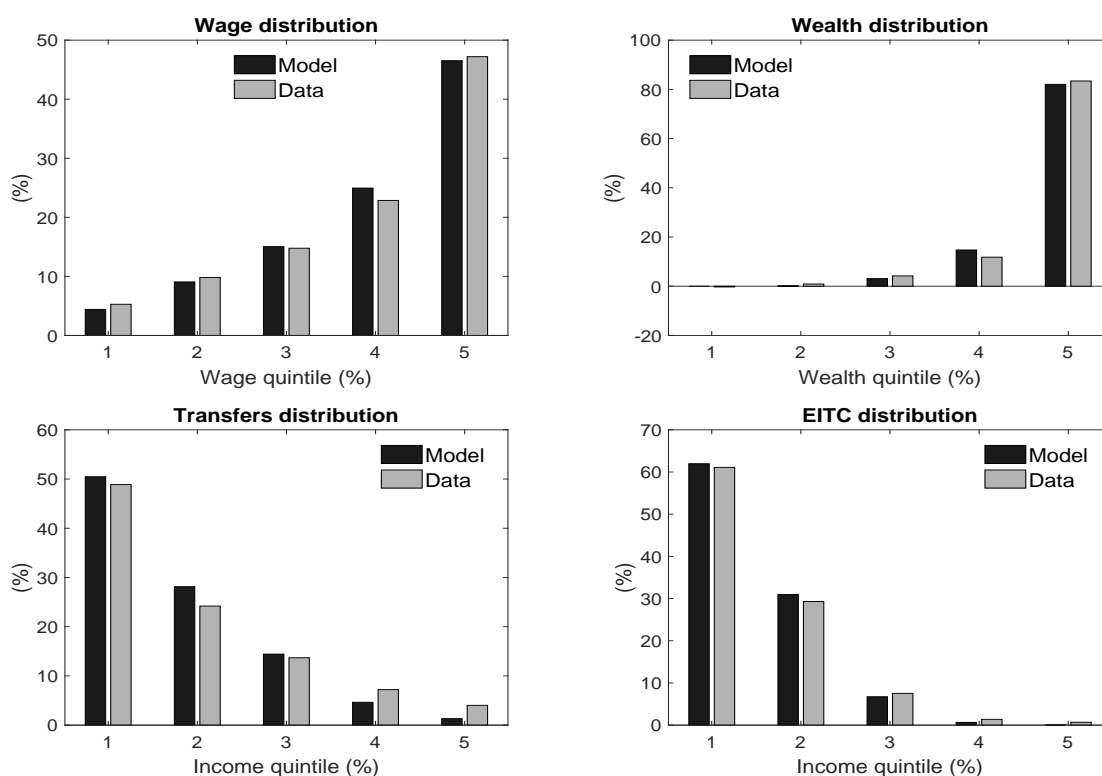 Wage distribution
50
40
30
20
10
0
(%)
Model
Data
1 2 3 4 5
Wage quintile (%)
Wealth distribution
100
80
60
40
20
0
-20
(%)
Model
Data
1 2 3 4 5
Wealth quintile (%)
Transfers distribution
60
50
40
30
20
10
0
(%)
Model
Data
1 2 3 4 5
Income quintile (%)
EITC distribution
70
60
50
40
30
20
10
0
(%)
Model
Data
1 2 3 4 5
Income quintile (%)